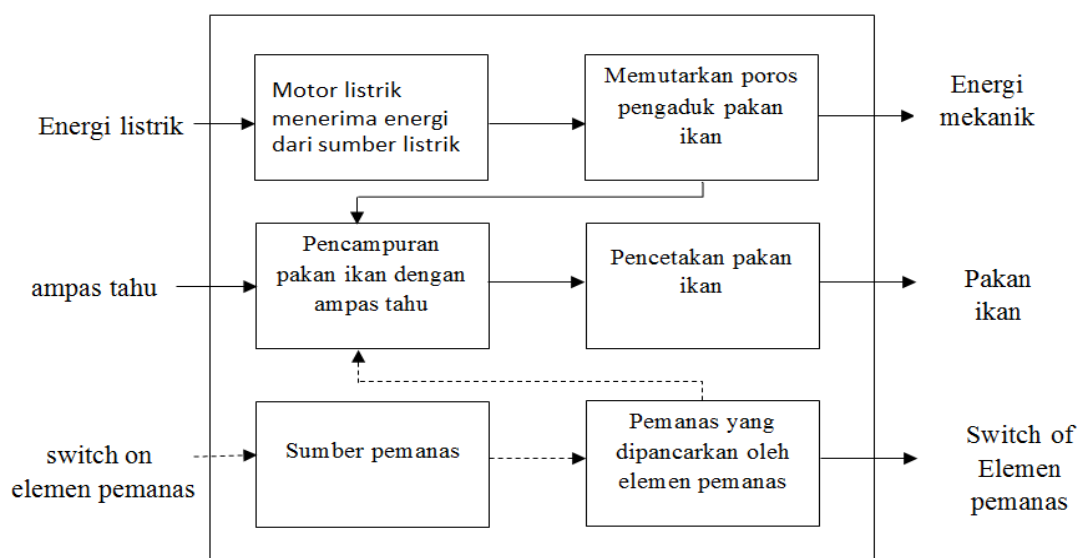 Energi listrik
Motor listrik
menerima energi
dari sumber listrik
Memutarkan poros
pengaduk pakan
ikan
Energi
mekanik
ampas tahu
Pencampuran
pakan ikan dengan
ampas tahu
Pencetakan pakan
ikan
Pakan
ikan
switch on
elemen pemanas
Sumber pemanas
Pemanas yang
dipancarkan oleh
elemen pemanas
Switch of
Elemen
pemanas